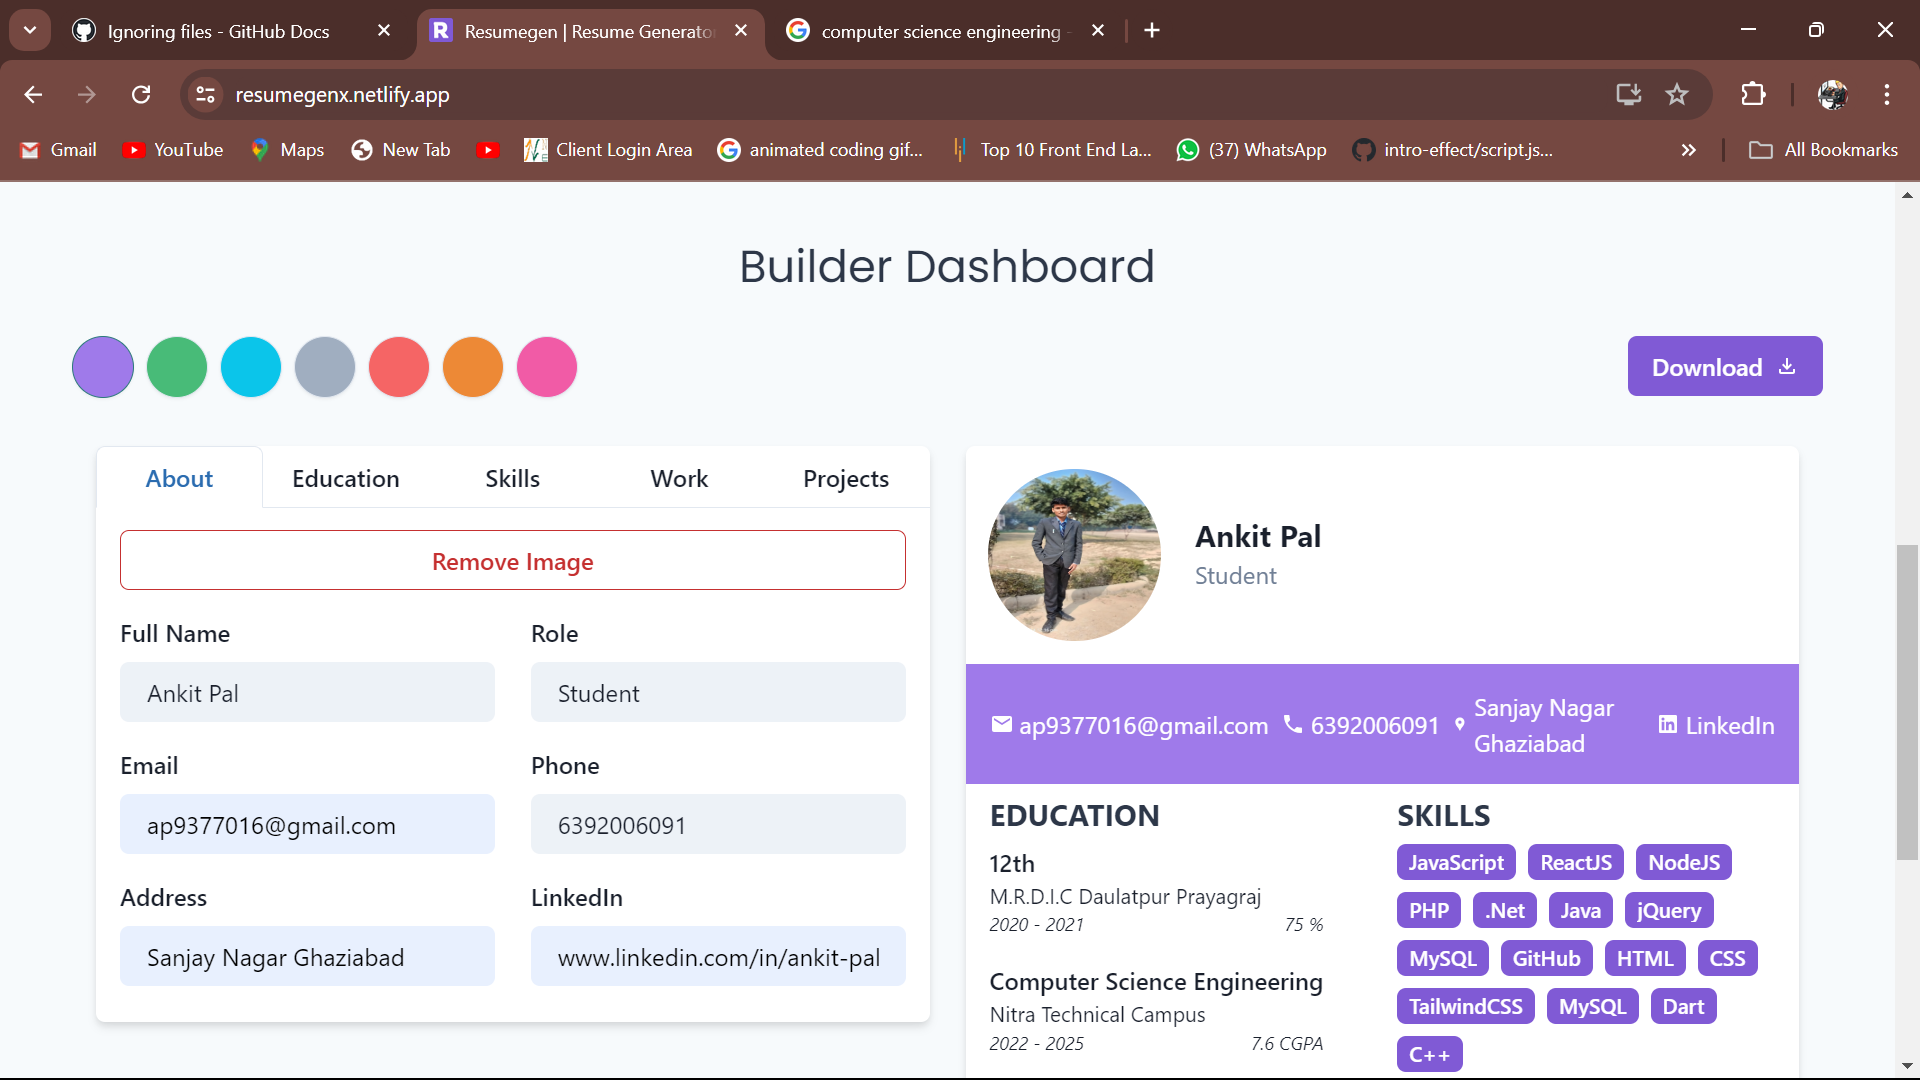 Ignoring files - GitHub Docs
Resumegen | Resume Generato
computer science engineering -
resumegenx.netlify.app
Gmail
YouTube
Maps
New Tab
Client Login Area
animated coding gif...
Top 10 Front End La...
(37) WhatsApp
intro-effect/script.js...
All Bookmarks
Builder Dashboard
Download
About
Education
Skills
Work
Projects
Remove Image
Full Name
Role
Ankit Pal
Student
Email
Phone
ap9377016@gmail.com
6392006091
Address
LinkedIn
Sanjay Nagar Ghaziabad
www.linkedin.com/in/ankit-pal
Ankit Pal
Student
ap9377016@gmail.com
6392006091
Sanjay Nagar
Ghaziabad
LinkedIn
EDUCATION
12th
M.R.D.I.C Daulatpur Prayagraj
2020 - 2021 75 %
Computer Science Engineering
Nitra Technical Campus
2022 - 2025 7.6 CGPA
SKILLS
JavaScript ReactJS NodeJS
PHP .Net Java jQuery
MySQL GitHub HTML CSS
TailwindCSS MySQL Dart
C++